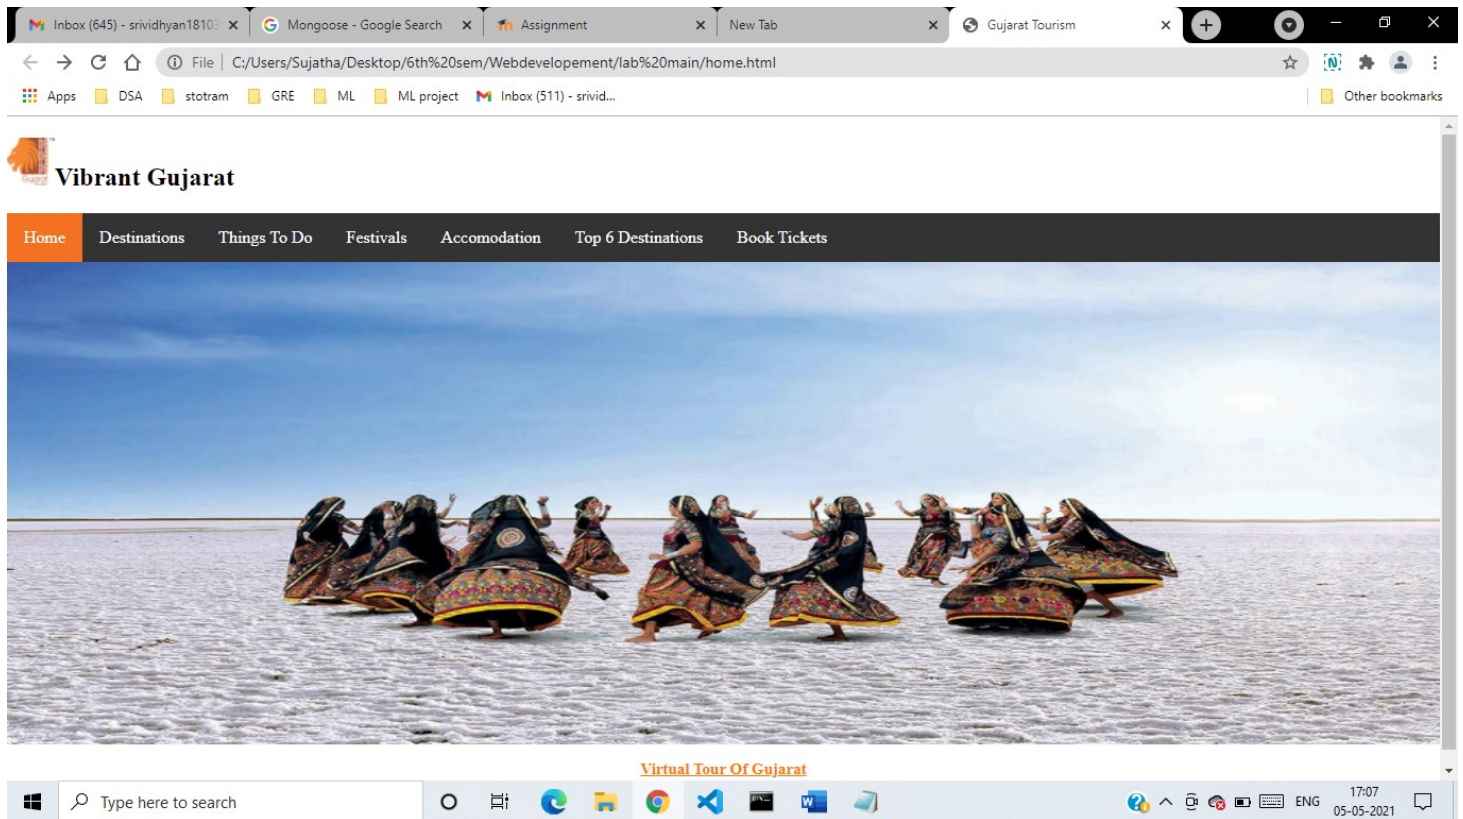 Inbox (645) - srividhyan1810
Mongoose - Google Search
Assignment
New Tab
Gujarat Tourism
File | C:/Users/Sujatha/Desktop/6th%20sem/Webdevelopement/lab%20main/home.html
Apps DSA stotram GRE ML ML project Inbox (511) - srivid... Other bookmarks
Vibrant Gujarat
Home Destinations Things To Do Festivals Accomodation Top 6 Destinations Book Tickets
Virtual Tour Of Gujarat
Type here to search
ENG
17:07
05-05-2021